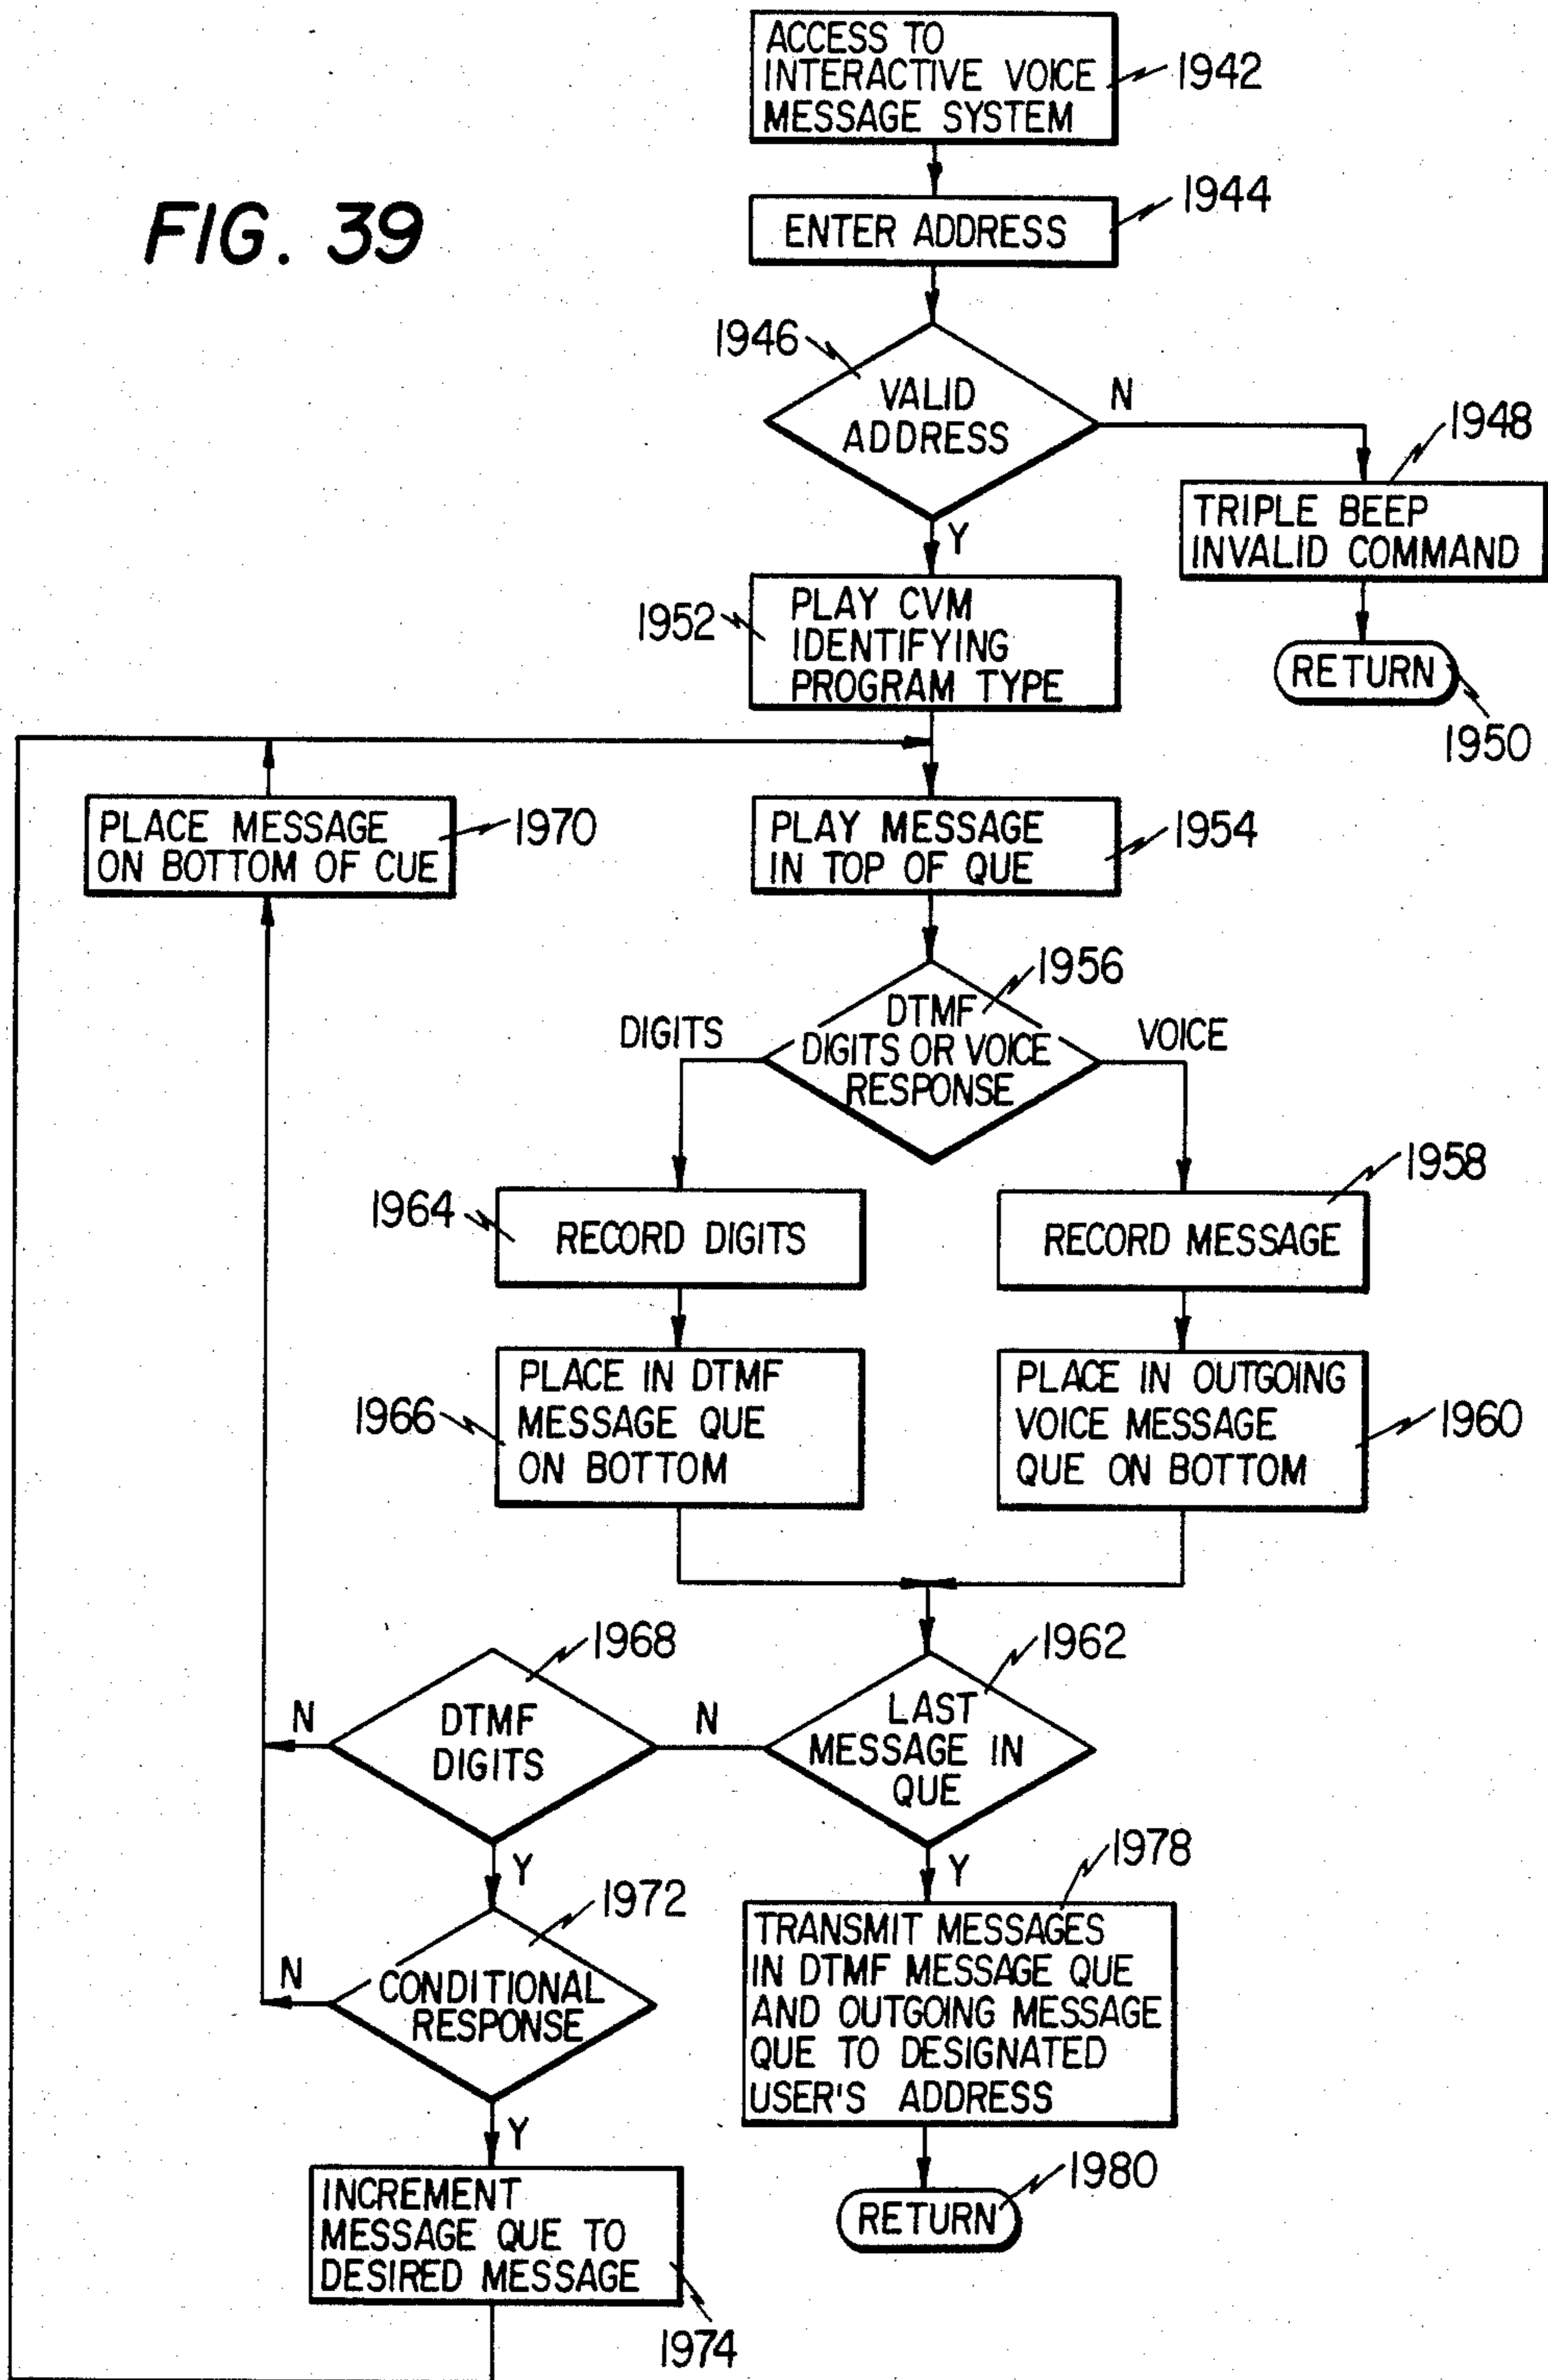 ACCESS TO
INTERACTIVE VOICE
MESSAGE SYSTEM
1942
FIG. 39
ENTER ADDRESS
1944
1946
VALID
ADDRESS
N
1948
TRIPLE BEEP
INVALID COMMAND
Y
1952
PLAY CVM
IDENTIFYING
PROGRAM TYPE
RETURN
1950
PLACE MESSAGE
ON BOTTOM OF CUE
1970
PLAY MESSAGE
IN TOP OF QUE
1954
1956
DIGITS
DTMF
DIGITS OR VOICE
RESPONSE
VOICE
1964
RECORD DIGITS
1958
RECORD MESSAGE
1966
PLACE IN DTMF
MESSAGE QUE
ON BOTTOM
PLACE IN OUTGOING
VOICE MESSAGE
QUE ON BOTTOM
1960
1968
1962
N
DTMF
DIGITS
N
LAST
MESSAGE IN
QUE
Y
1972
Y
1978
N
CONDITIONAL
RESPONSE
TRANSMIT MESSAGES
IN DTMF MESSAGE QUE
AND OUTGOING MESSAGE
QUE TO DESIGNATED
USER'S ADDRESS
Y
INCREMENT
MESSAGE QUE TO
DESIRED MESSAGE
1974
1980
RETURN